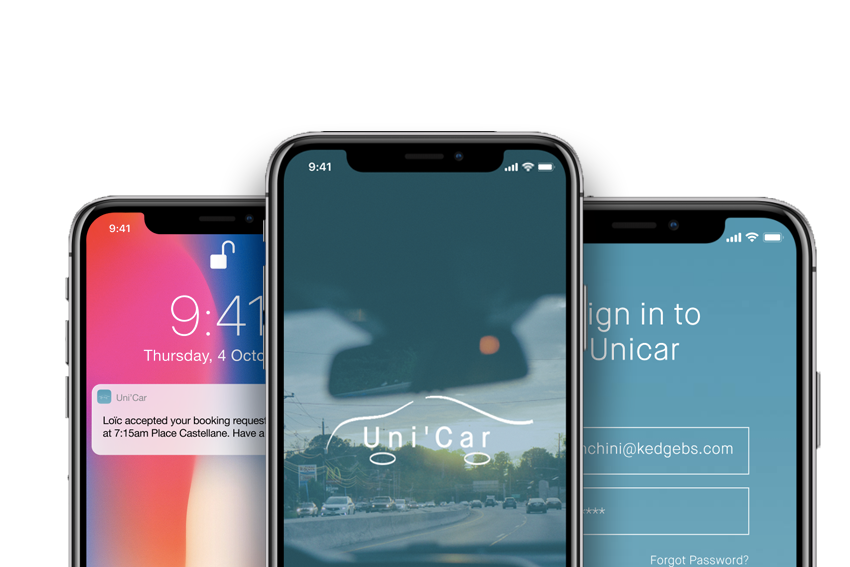 9:41
9:41
Thursday, 4 Octo
Uni'Car
Loïc accepted your booking request
at 7:15am Place Castellane. Have a
9:41
Uni'Car
ign in to
Unicar
nchini@kedgebs.com
****
Forgot Password?